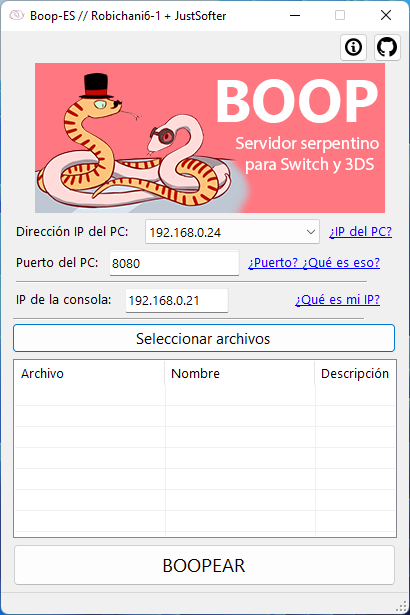 Boop-ES // Robichani6-1 + JustSofter
BOOP
Servidor serpentino
para Switch y 3DS
Dirección IP del PC: 192.168.0.24 ¿IP del PC?
Puerto del PC: 8080 ¿Puerto? ¿Qué es eso?
IP de la consola: 192.168.0.21 ¿Qué es mi IP?
Seleccionar archivos
Archivo Nombre Descripción
BOOPEAR